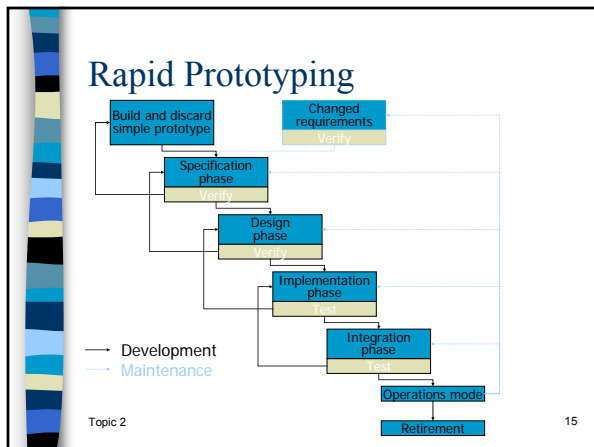 Rapid Prototyping
Build and discard
simple prototype
Changed
requirements
Verify
Specification
phase
Verify
Design
phase
Verify
Implementation
phase
Test
Integration
phase
Test
Development
Maintenance
Operations mode
Retirement
Topic 2
15